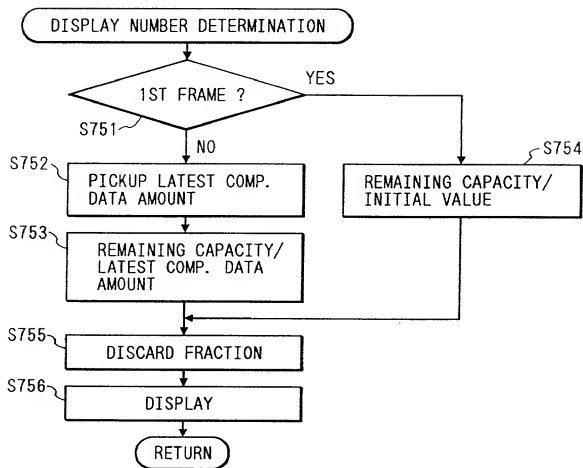 DISPLAY NUMBER DETERMINATION
1ST FRAME ?
YES
S751
NO
S752
PICKUP LATEST COMP.
DATA AMOUNT
S754
REMAINING CAPACITY/
INITIAL VALUE
S753
REMAINING CAPACITY/
LATEST COMP. DATA
AMOUNT
S755
DISCARD FRACTION
S756
DISPLAY
RETURN